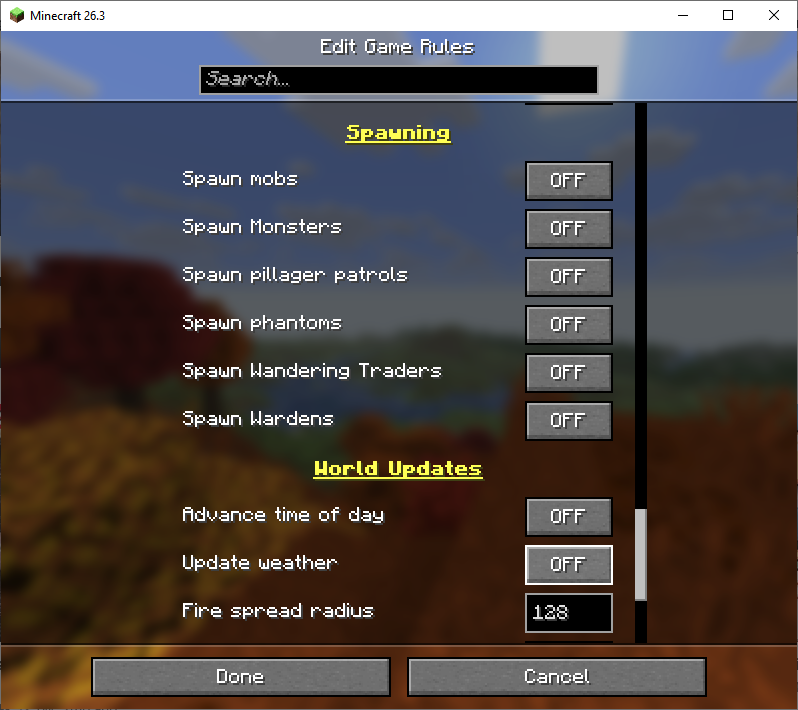 Minecraft 26.3
Edit Game Rules
Search...
Spawning
Spawn mobs OFF
Spawn Monsters OFF
Spawn pillager patrols OFF
Spawn phantoms OFF
Spawn Wandering Traders OFF
Spawn Wardens OFF
World Updates
Advance time of day OFF
Update weather OFF
Fire spread radius 128
Done Cancel